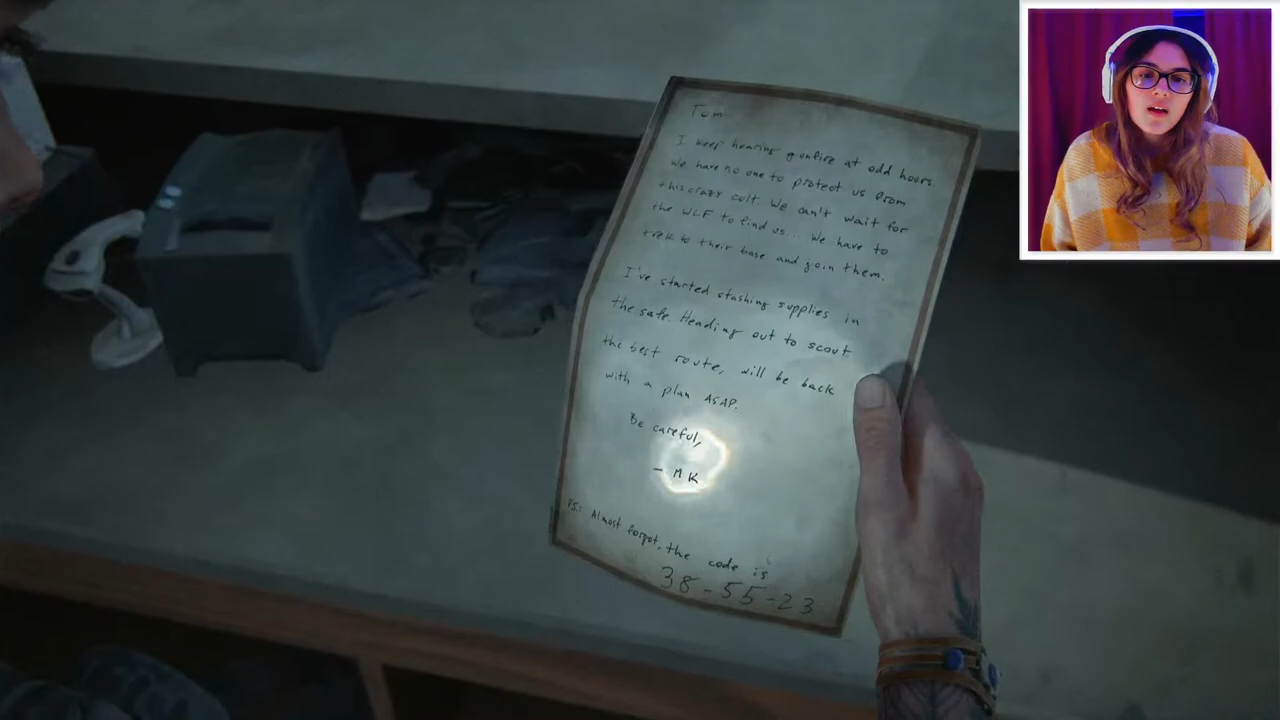 Tom
I keep hearing gunfire at odd hours.
We have no one to protect us from
this crazy cult. We can't wait for
the WLF to find us... We have to
trek to their base and join them.
I've started stashing supplies in
the safe. Heading out to scout
the best route, will be back
with a plan ASAP.
Be careful,
- MK
PS.: Almost forgot, the code is
38-55-23